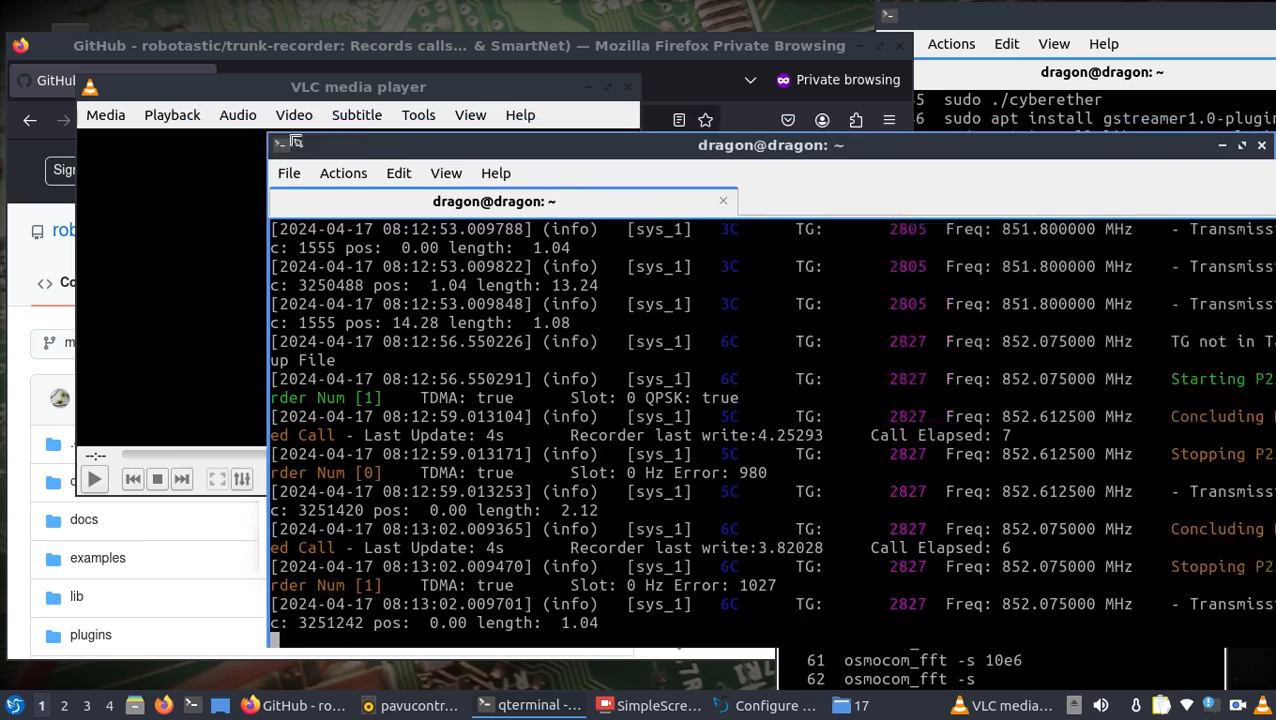 GitHub - robotastic/trunk-recorder: Records calls... & SmartNet) — Mozilla Firefox Private Browsing
GitHu
Private browsing
VLC media player
Media Playback Audio Video Subtitle Tools View Help
Actions Edit View Help
dragon@dragon: ~
5 sudo ./cyberether
6 sudo apt install gstreamer1.0-plugin
Sign
rob
Co
m
docs
examples
lib
plugins
--:--
dragon@dragon: ~
File Actions Edit View Help
dragon@dragon: ~
[2024-04-17 08:12:53.009788] (info) [sys_1] 3C TG: 2805 Freq: 851.800000 MHz - Transmiss
c: 1555 pos: 0.00 length: 1.04
[2024-04-17 08:12:53.009822] (info) [sys_1] 3C TG: 2805 Freq: 851.800000 MHz - Transmiss
c: 3250488 pos: 1.04 length: 13.24
[2024-04-17 08:12:53.009848] (info) [sys_1] 3C TG: 2805 Freq: 851.800000 MHz - Transmiss
c: 1555 pos: 14.28 length: 1.08
[2024-04-17 08:12:56.550226] (info) [sys_1] 6C TG: 2827 Freq: 852.075000 MHz TG not in T
up File
[2024-04-17 08:12:56.550291] (info) [sys_1] 6C TG: 2827 Freq: 852.075000 MHz Starting P2
rder Num [1] TDMA: true Slot: 0 QPSK: true
[2024-04-17 08:12:59.013104] (info) [sys_1] 5C TG: 2827 Freq: 852.612500 MHz Concluding
ed Call - Last Update: 4s Recorder last write:4.25293 Call Elapsed: 7
[2024-04-17 08:12:59.013171] (info) [sys_1] 5C TG: 2827 Freq: 852.612500 MHz Stopping P2
rder Num [0] TDMA: true Slot: 0 Hz Error: 980
[2024-04-17 08:12:59.013253] (info) [sys_1] 5C TG: 2827 Freq: 852.612500 MHz - Transmiss
c: 3251420 pos: 0.00 length: 2.12
[2024-04-17 08:13:02.009365] (info) [sys_1] 6C TG: 2827 Freq: 852.075000 MHz Concluding
ed Call - Last Update: 4s Recorder last write:3.82028 Call Elapsed: 6
[2024-04-17 08:13:02.009470] (info) [sys_1] 6C TG: 2827 Freq: 852.075000 MHz Stopping P2
rder Num [1] TDMA: true Slot: 0 Hz Error: 1027
[2024-04-17 08:13:02.009701] (info) [sys_1] 6C TG: 2827 Freq: 852.075000 MHz - Transmiss
c: 3251242 pos: 0.00 length: 1.04
61 osmocom_fft -s 10e6
62 osmocom_fft -s
1 2 3 4 GitHub - ro... pavucontr... qterminal -... SimpleScre... Configure ... 17 VLC media...